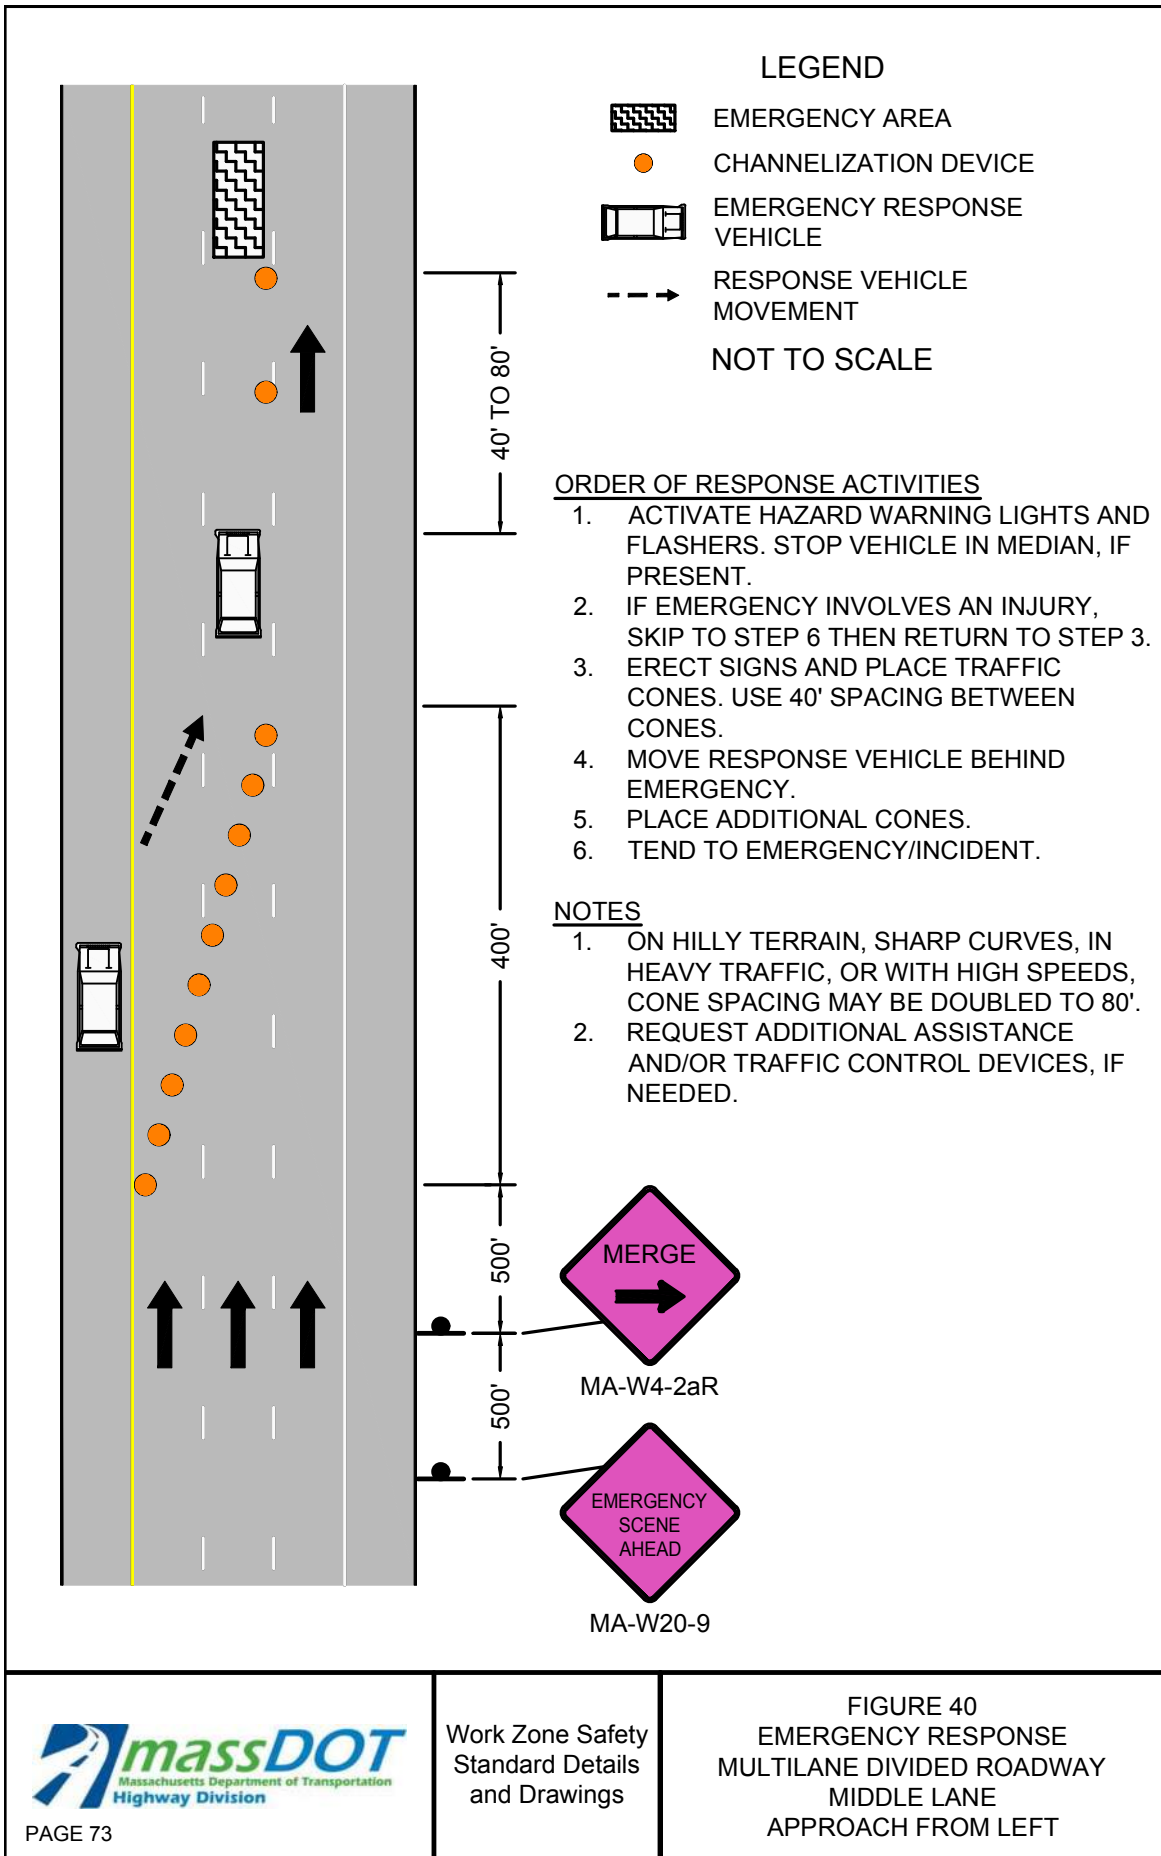 LEGEND
EMERGENCY AREA
CHANNELIZATION DEVICE
EMERGENCY RESPONSE
VEHICLE
RESPONSE VEHICLE
MOVEMENT
NOT TO SCALE
40' TO 80'
ORDER OF RESPONSE ACTIVITIES
1. ACTIVATE HAZARD WARNING LIGHTS AND
FLASHERS. STOP VEHICLE IN MEDIAN, IF
PRESENT.
2. IF EMERGENCY INVOLVES AN INJURY,
SKIP TO STEP 6 THEN RETURN TO STEP 3.
3. ERECT SIGNS AND PLACE TRAFFIC
CONES. USE 40' SPACING BETWEEN
CONES.
4. MOVE RESPONSE VEHICLE BEHIND
EMERGENCY.
5. PLACE ADDITIONAL CONES.
6. TEND TO EMERGENCY/INCIDENT.
NOTES
1. ON HILLY TERRAIN, SHARP CURVES, IN
HEAVY TRAFFIC, OR WITH HIGH SPEEDS,
CONE SPACING MAY BE DOUBLED TO 80'.
2. REQUEST ADDITIONAL ASSISTANCE
AND/OR TRAFFIC CONTROL DEVICES, IF
NEEDED.
400'
500'
MERGE
MA-W4-2aR
500'
EMERGENCY
SCENE
AHEAD
MA-W20-9
massDOT
Massachusetts Department of Transportation
Highway Division
PAGE 73
Work Zone Safety
Standard Details
and Drawings
FIGURE 40
EMERGENCY RESPONSE
MULTILANE DIVIDED ROADWAY
MIDDLE LANE
APPROACH FROM LEFT